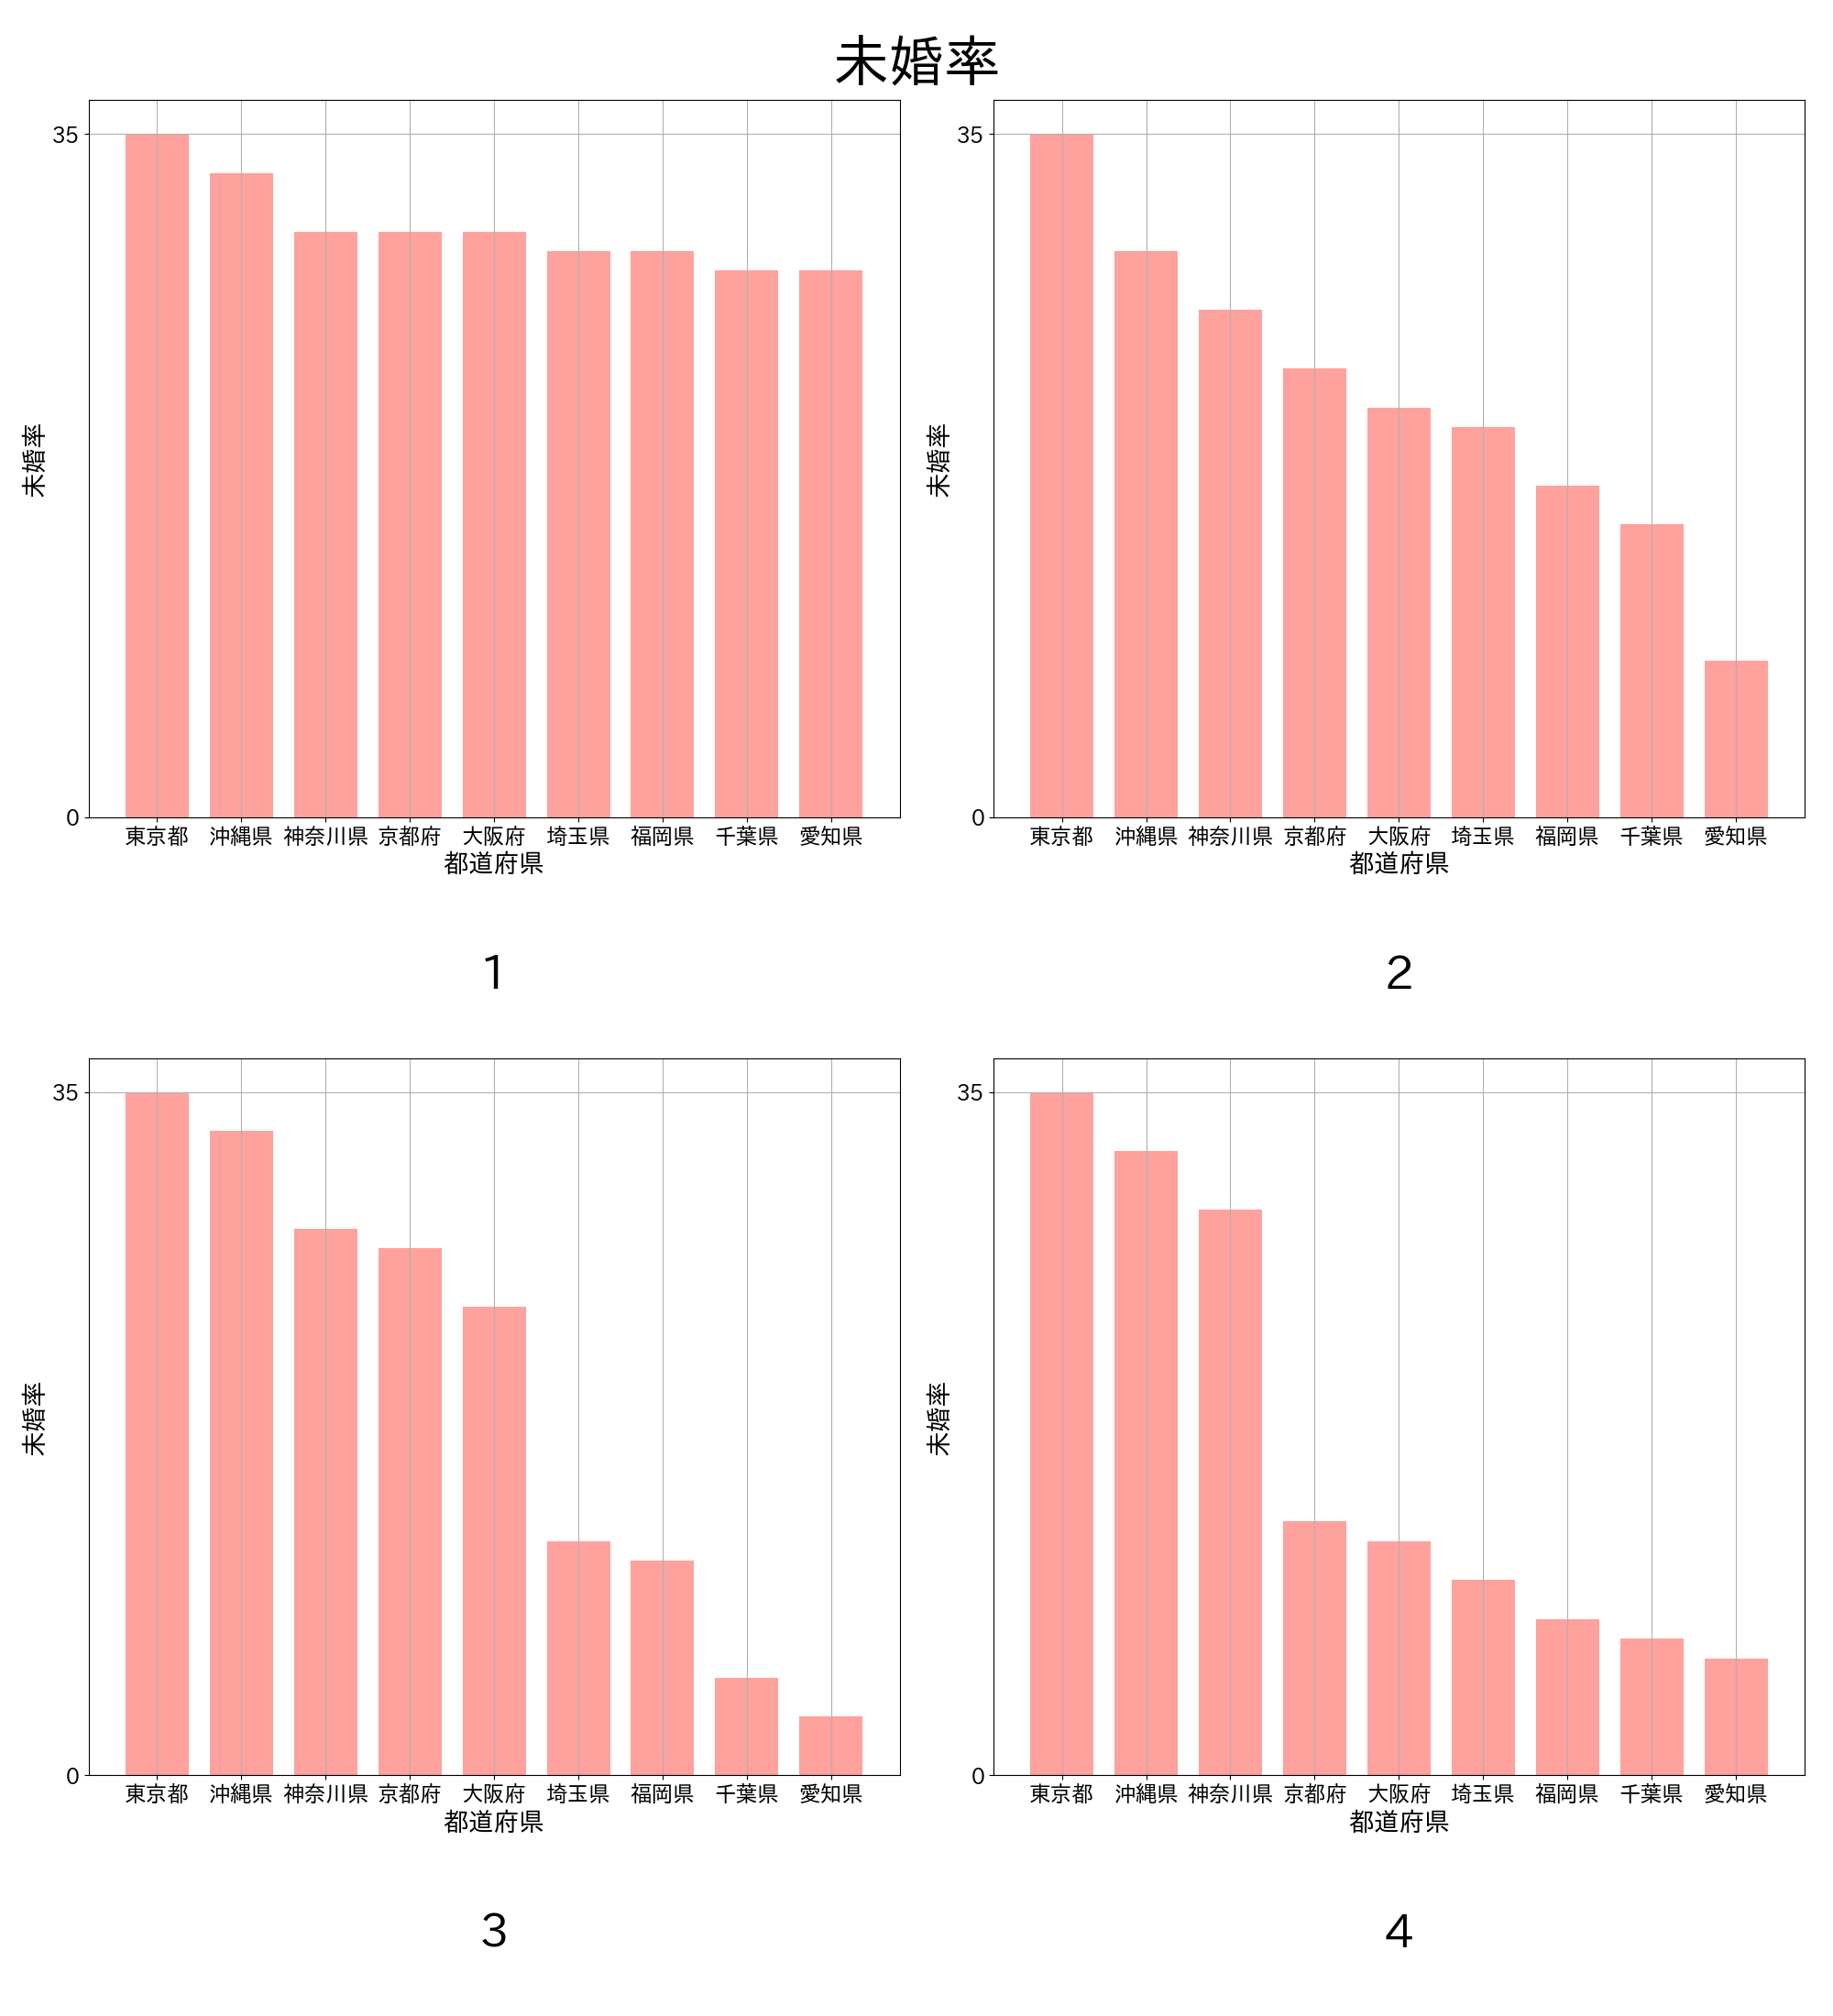 未婚率
35
0
未婚率
東京都 沖縄県 神奈川県 京都府 大阪府 埼玉県 福岡県 千葉県 愛知県
都道府県
1
35
0
未婚率
東京都 沖縄県 神奈川県 京都府 大阪府 埼玉県 福岡県 千葉県 愛知県
都道府県
2
35
0
未婚率
東京都 沖縄県 神奈川県 京都府 大阪府 埼玉県 福岡県 千葉県 愛知県
都道府県
3
35
0
未婚率
東京都 沖縄県 神奈川県 京都府 大阪府 埼玉県 福岡県 千葉県 愛知県
都道府県
4